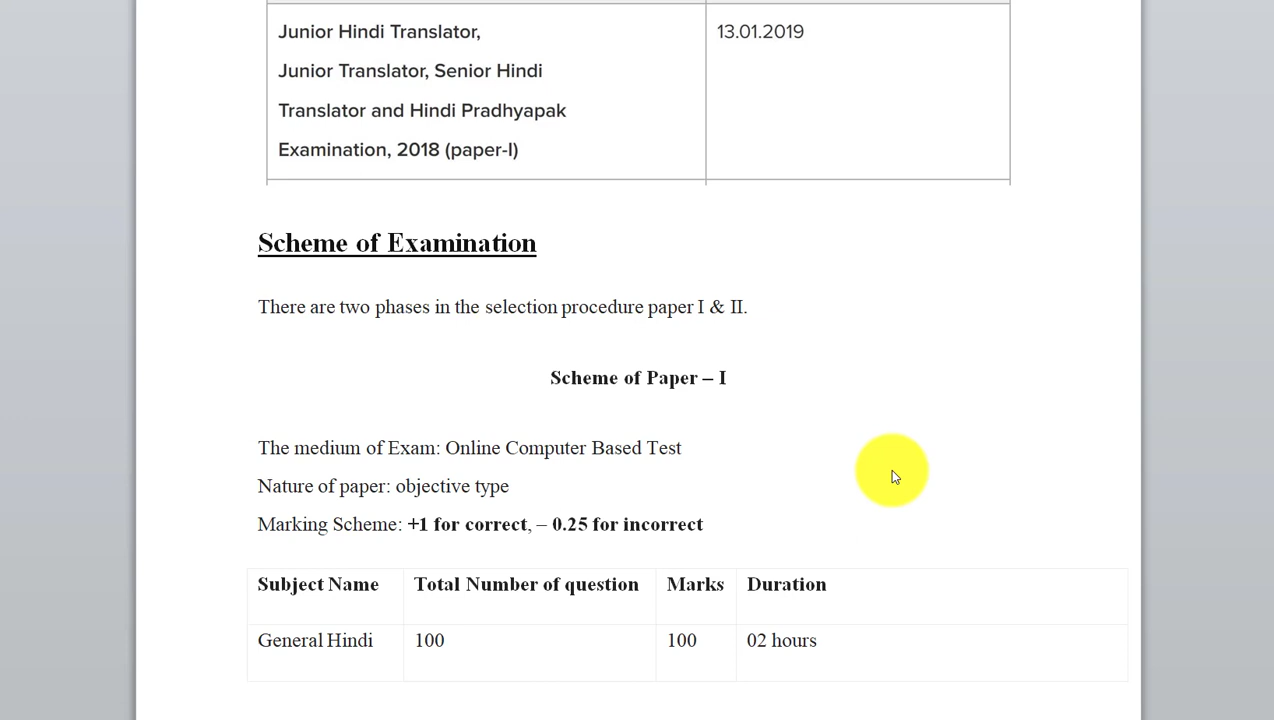 Junior Hindi Translator,
13.01.2019
Junior Translator, Senior Hindi
Translator and Hindi Pradhyapak
Examination, 2018 (paper-I)
Scheme of Examination
There are two phases in the selection procedure paper I & II.
Scheme of Paper – I
The medium of Exam: Online Computer Based Test
Nature of paper: objective type
Marking Scheme: +1 for correct, – 0.25 for incorrect
Subject Name Total Number of question Marks Duration
General Hindi 100 100 02 hours